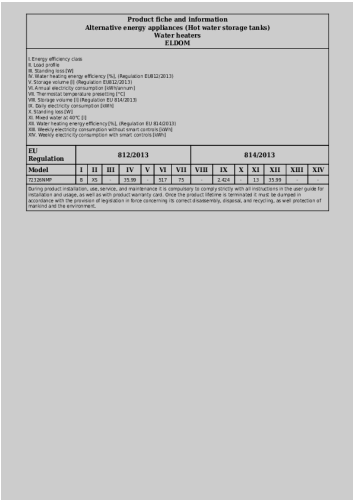 Product fiche and information
Alternative energy appliances (Hot water storage tanks)
Water heaters
ELDOM
I. Energy efficiency class
II. Load profile
III. Standing loss [W]
IV. Water heating energy efficiency [%], (Regulation EU812/2013)
V. Storage volume [l] (Regulation EU812/2013)
VI. Annual electricity consumption [kWh/annum]
VII. Thermostat temperature presetting [°C]
VIII. Storage volume [l] (Regulation EU 814/2013)
IX. Daily electricity consumption [kWh]
X. Standing loss [W]
XI. Mixed water at 40°C [l]
XII. Water heating energy efficiency [%], (Regulation EU 814/2013)
XIII. Weekly electricity consumption without smart controls [kWh]
XIV. Weekly electricity consumption with smart controls [kWh]
EU Regulation 812/2013 814/2013
Model I II III IV V VI VII VIII IX X XI XII XIII XIV
72326NMP B XS - 35.99 - 517 75 - 2.424 - 13 35.99 - -
During product installation, use, service, and maintenance it is compulsory to comply strictly with all instructions in the user guide for
installation and usage, as well as with product warranty card. Once the product lifetime is terminated it must be dumped in
accordance with the provision of legislation in force concerning its correct disassembly, disposal, and recycling, as well protection of
mankind and the environment.